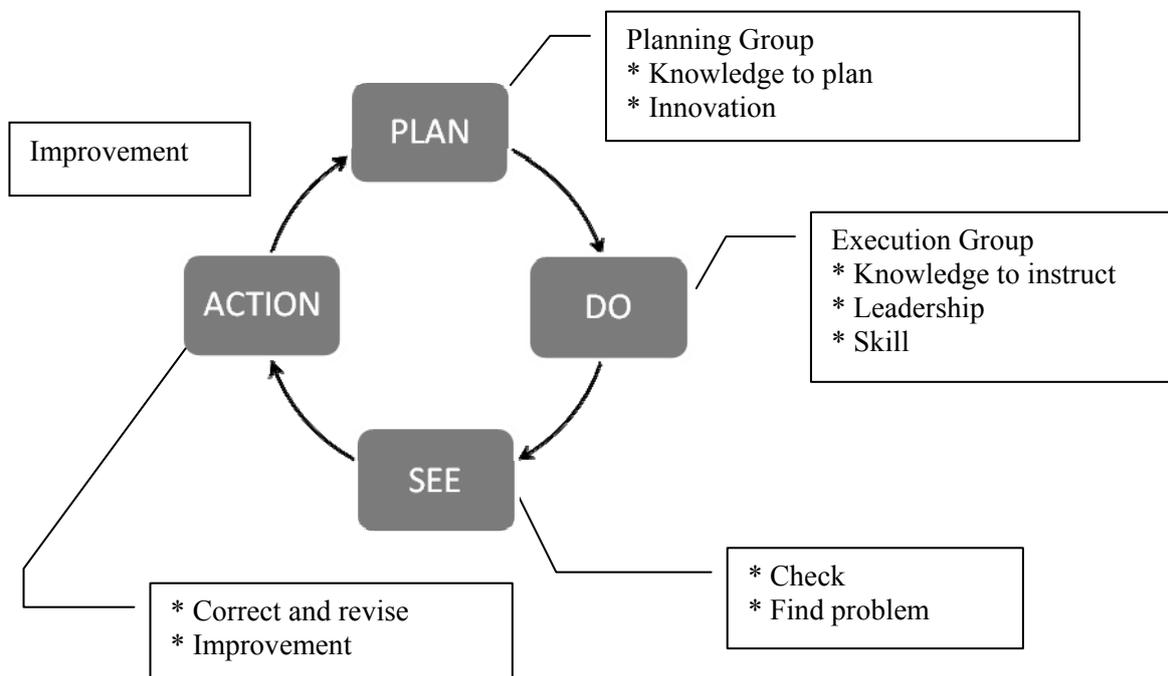 Planning Group
* Knowledge to plan
* Innovation
PLAN
Improvement
Execution Group
* Knowledge to instruct
* Leadership
* Skill
ACTION
DO
SEE
* Check
* Find problem
* Correct and revise
* Improvement